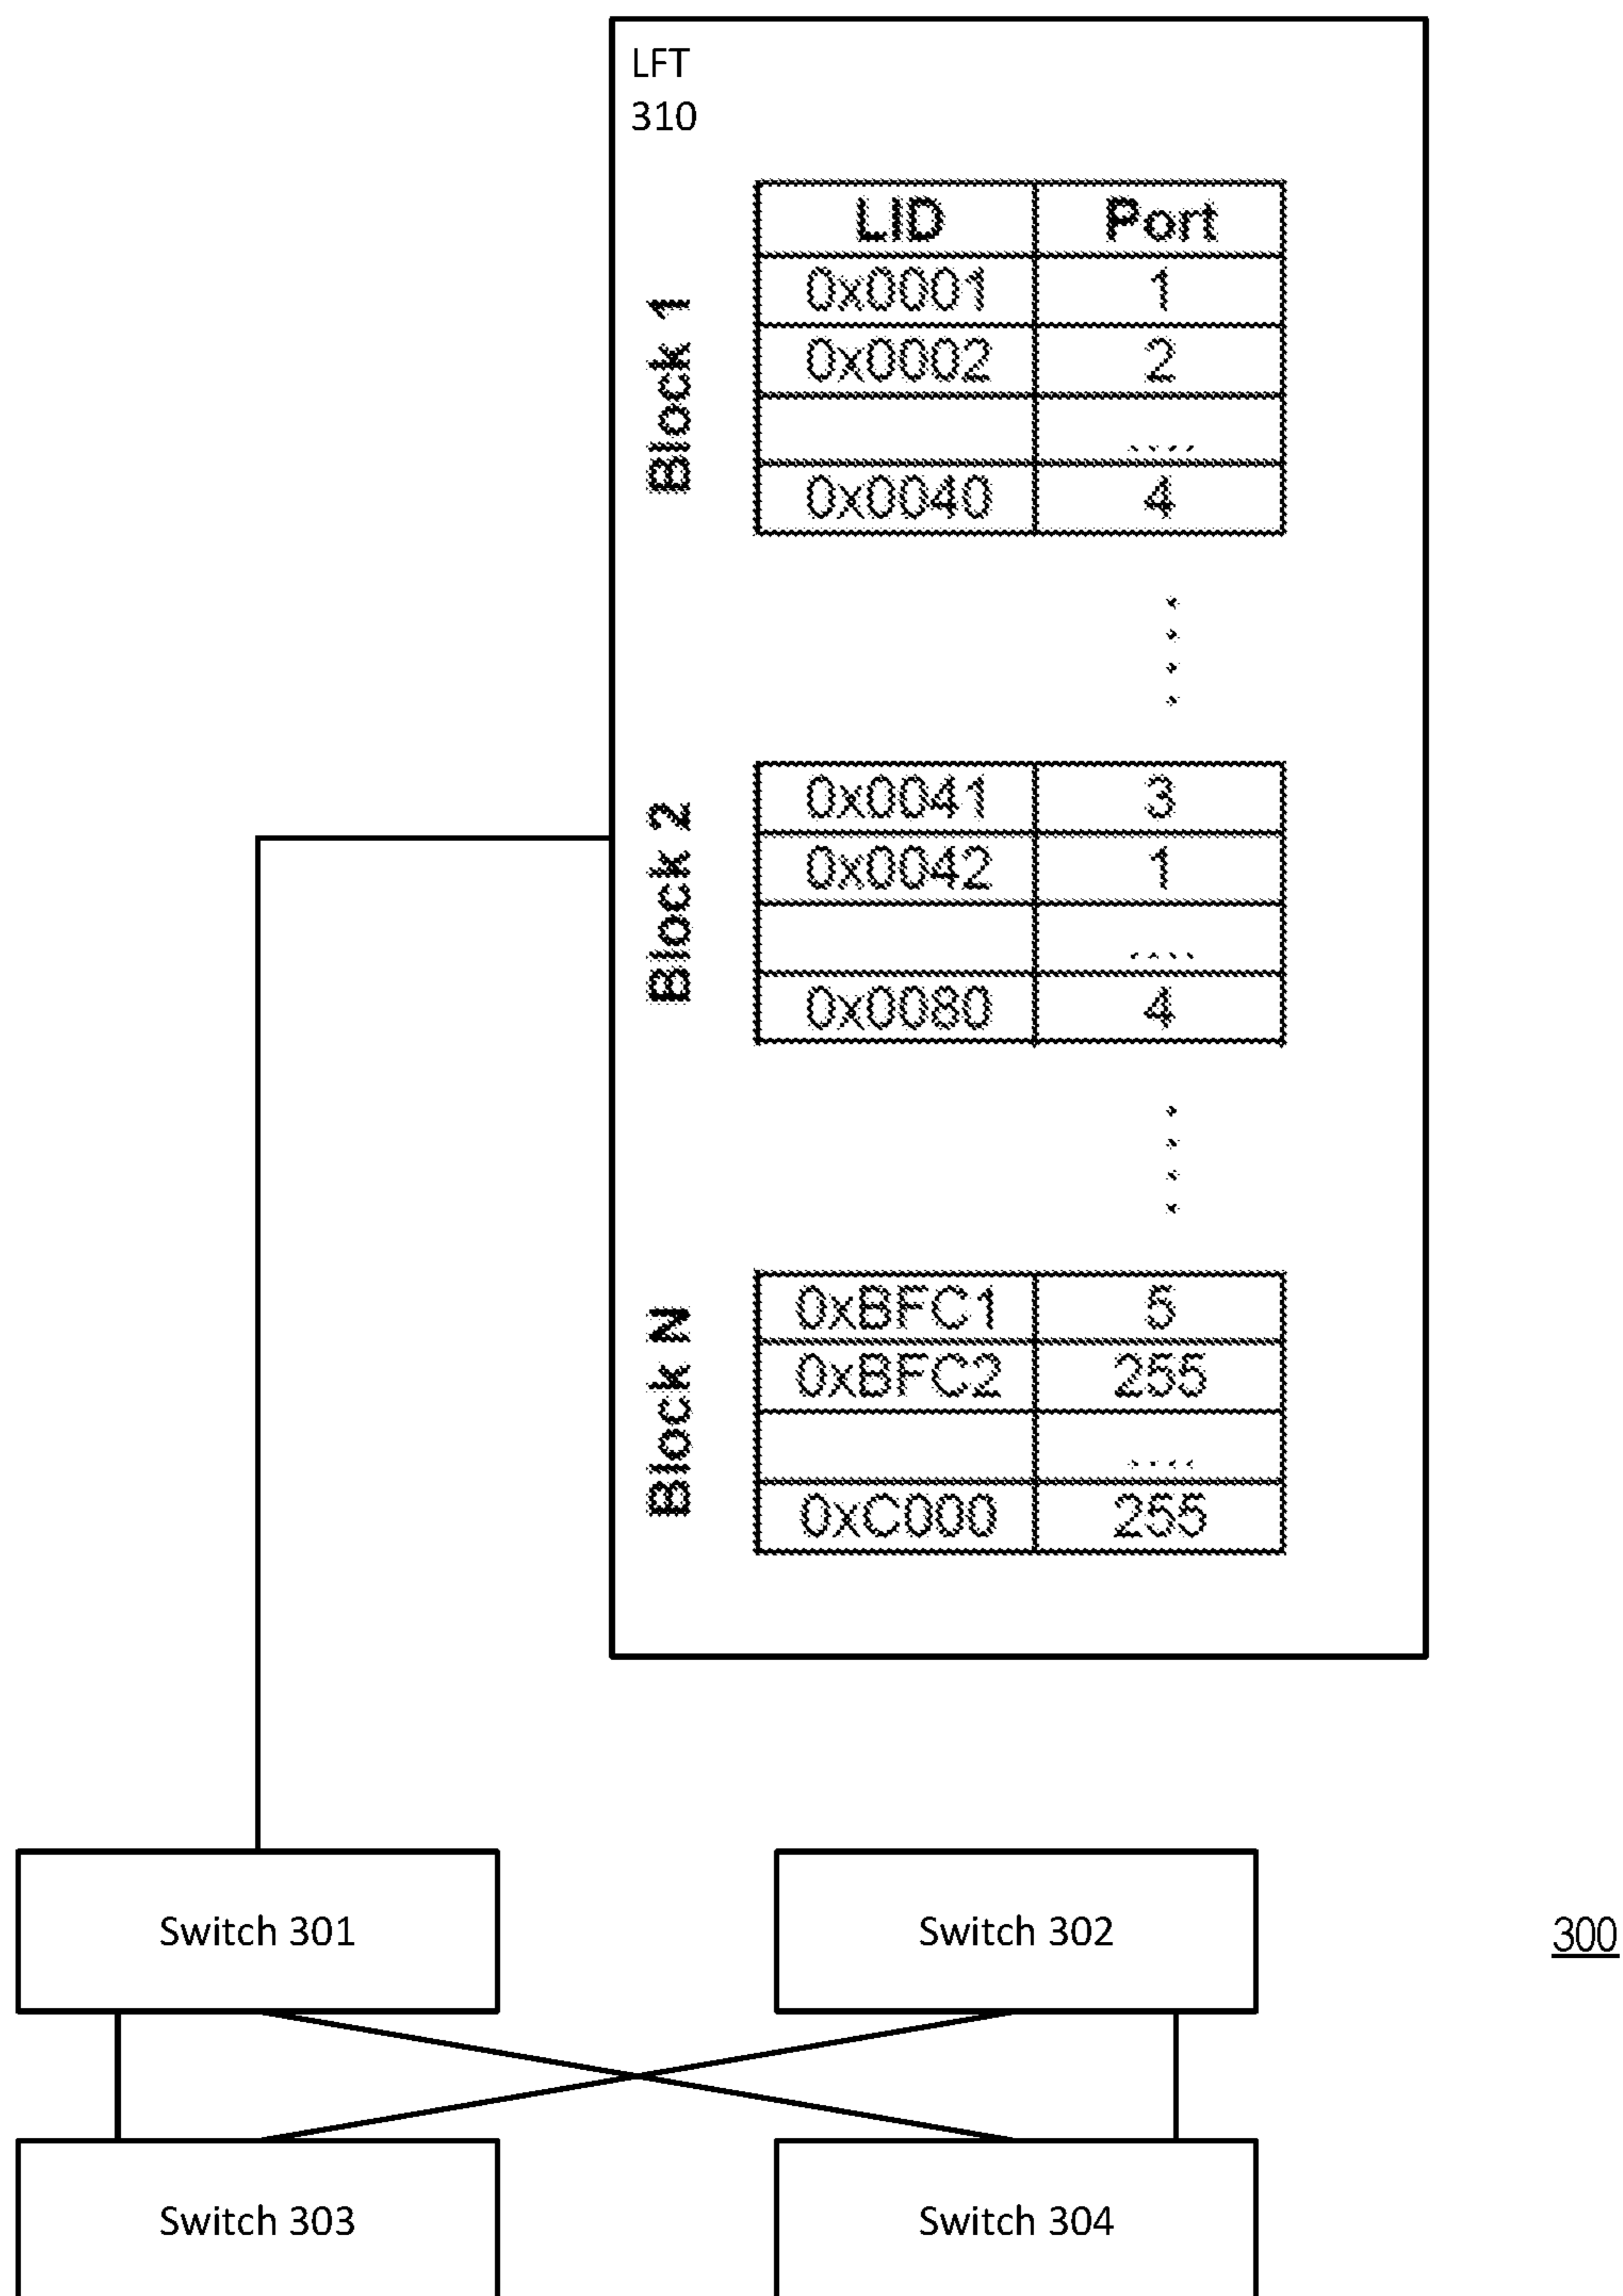 LFT
310
Block 1
LID Port
0x0001 1
0x0002 2
....
0x0040 4
Block 2
0x0041 3
0x0042 1
....
0x0080 4
Block N
0xBFC1 5
0xBFC2 255
....
0xC000 255
Switch 301
Switch 302
300
Switch 303
Switch 304